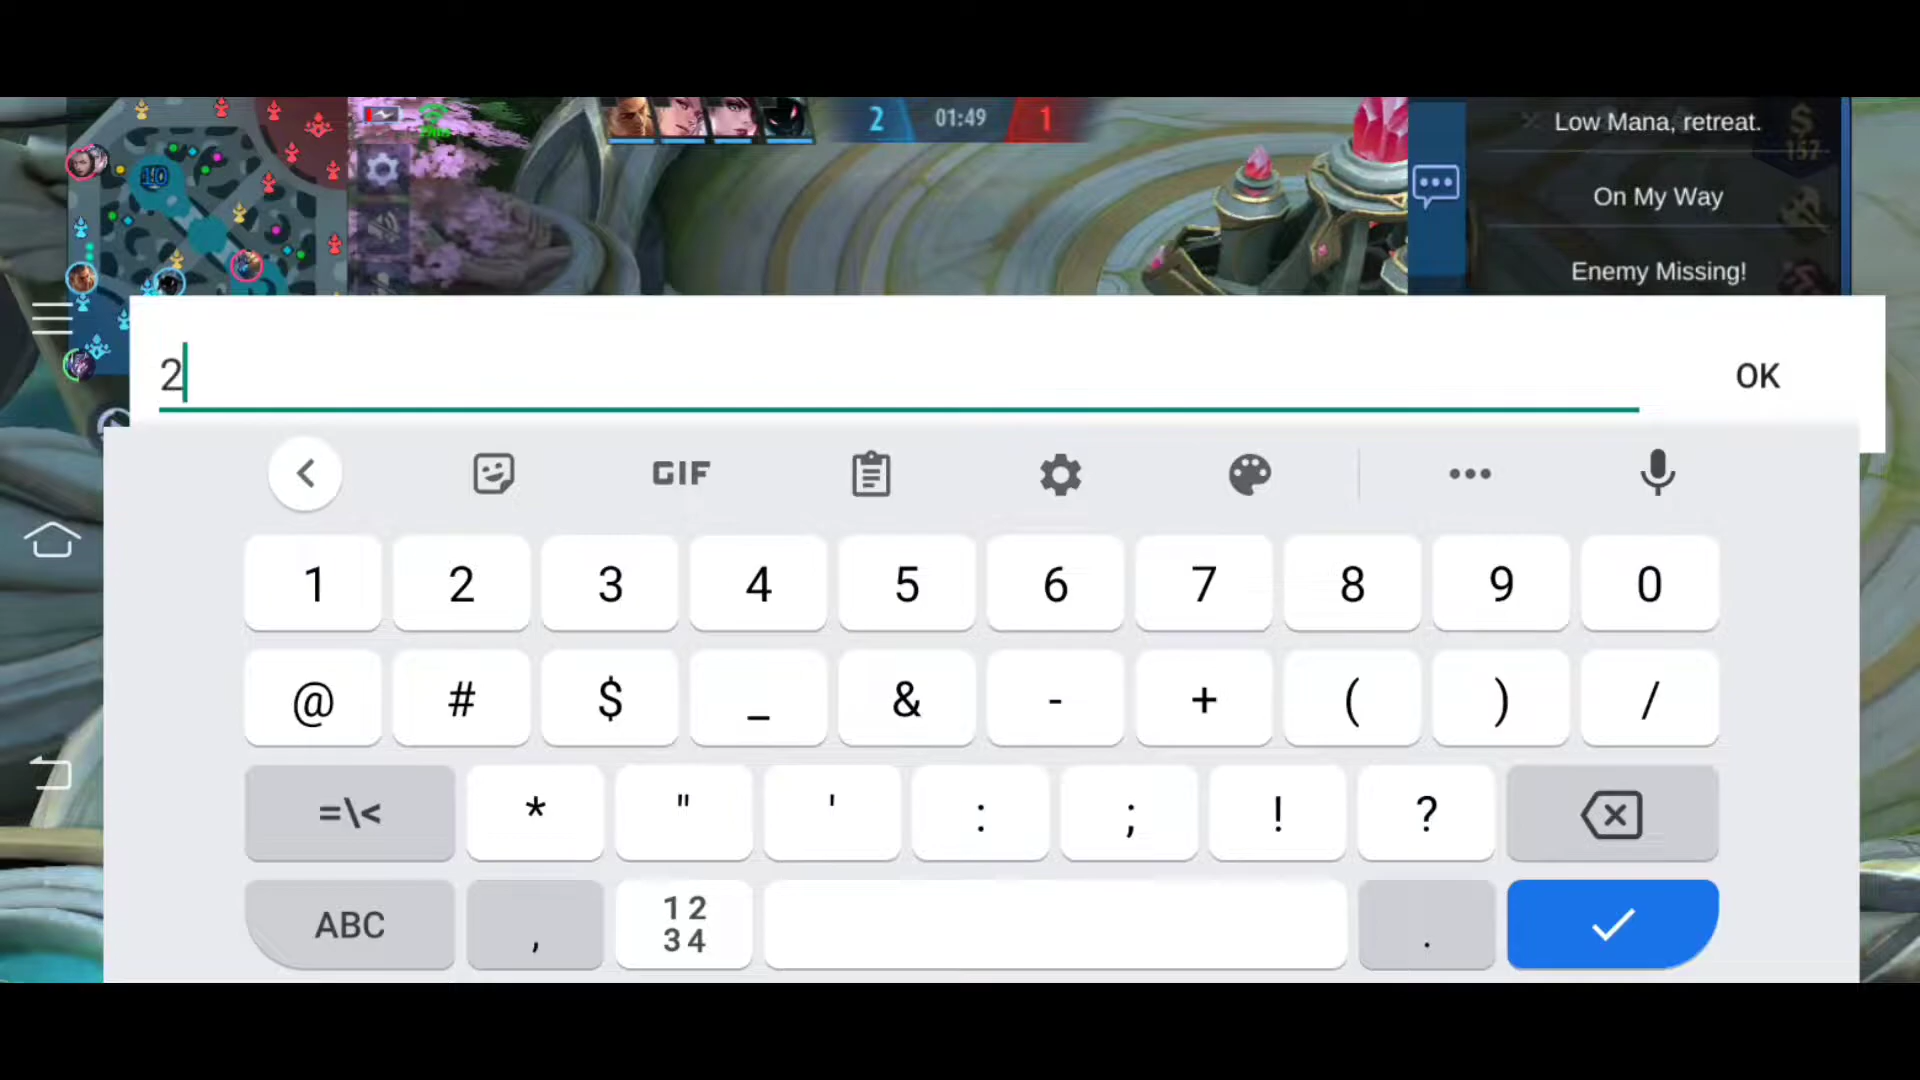 2 01:49 1
Low Mana, retreat.
157
On My Way
Enemy Missing!
2
OK
GIF
1 2 3 4 5 6 7 8 9 0
@ # $ _ & - + ( ) /
=\< * " ' : ; ! ?
ABC , 12 34 .